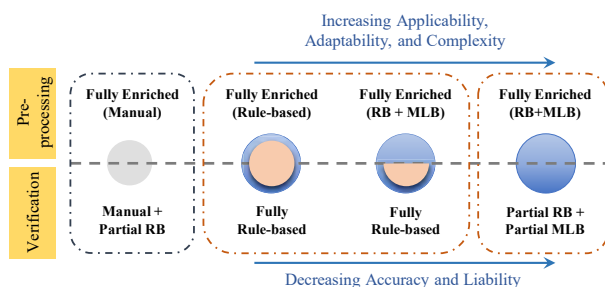 Increasing Applicability,
Adaptability, and Complexity
Pre-
processing
Fully Enriched
(Manual)
Fully Enriched
(Rule-based)
Fully Enriched
(RB + MLB)
Fully Enriched
(RB+MLB)
Verification
Manual +
Partial RB
Fully
Rule-based
Fully
Rule-based
Partial RB +
Partial MLB
Decreasing Accuracy and Liability